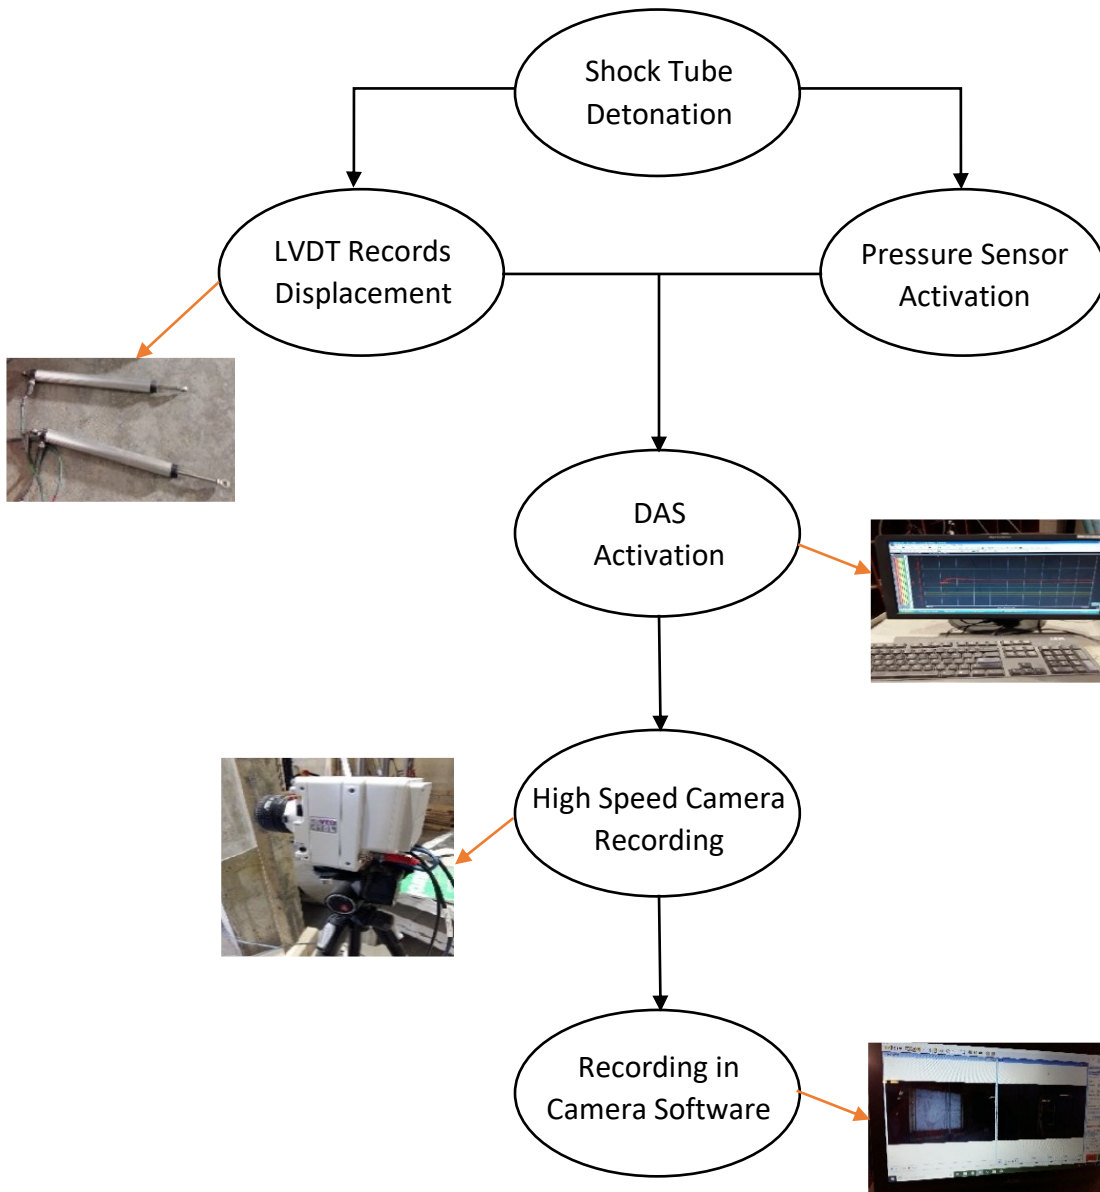 Shock Tube
Detonation
LVDT Records
Displacement
Pressure Sensor
Activation
DAS
Activation
High Speed Camera
Recording
Recording in
Camera Software